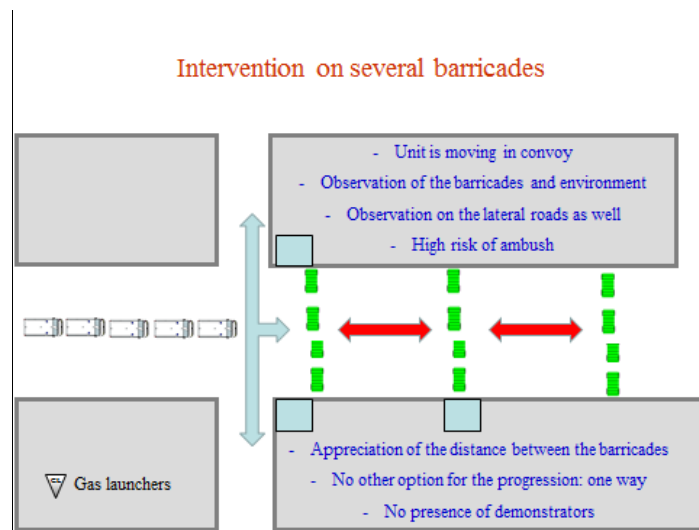 Intervention on several barricades
- Unit is moving in convoy
- Observation of the barricades and environment
- Observation on the lateral roads as well
- High risk of ambush
- Appreciation of the distance between the barricades
- No other option for the progression: one way
- No presence of demonstrators
Gas launchers